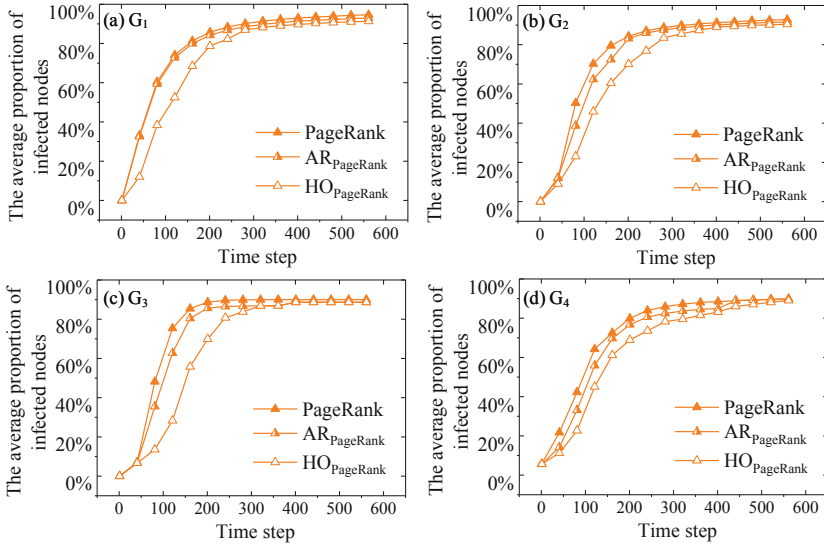 (a) G1
The average proportion of
infected nodes
100%
80%
60%
40%
20%
0%
PageRank
ARPageRank
HOPageRank
0 100 200 300 400 500 600
Time step
(b) G2
The average proportion of
infected nodes
100%
80%
60%
40%
20%
0%
PageRank
ARPageRank
HOPageRank
0 100 200 300 400 500 600
Time step
(c) G3
The average proportion of
infected nodes
100%
80%
60%
40%
20%
0%
PageRank
ARPageRank
HOPageRank
0 100 200 300 400 500 600
Time step
(d) G4
The average proportion of
infected nodes
100%
80%
60%
40%
20%
0%
PageRank
ARPageRank
HOPageRank
0 100 200 300 400 500 600
Time step